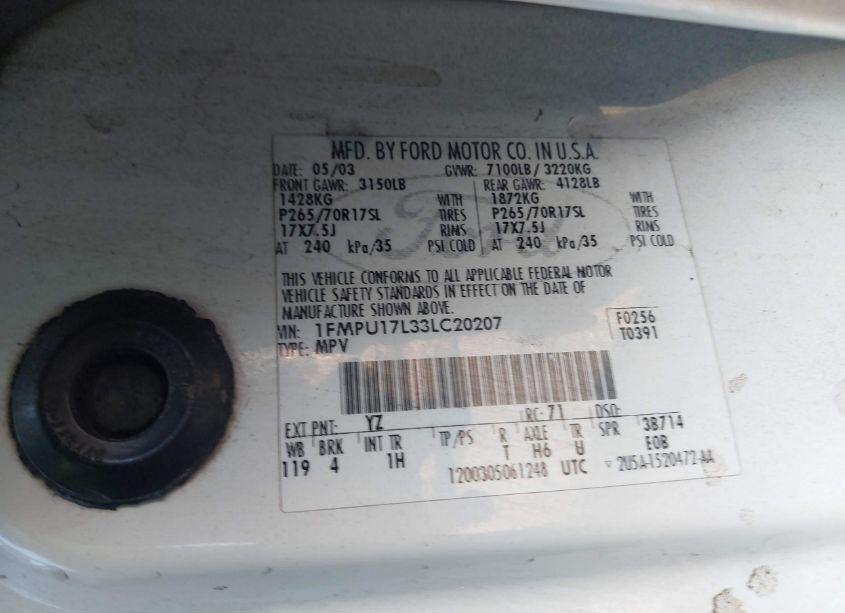 MFD. BY FORD MOTOR CO. IN U.S.A.
DATE: 05/03 GVWR: 7100LB / 3220KG
FRONT GAWR: 3150LB REAR GAWR: 4128LB
1428KG WITH 1872KG WITH
P265/70R17SL TIRES P265/70R17SL TIRES
17X7.5J RIMS 17X7.5J RIMS
AT 240 kPa/35 PSI COLD AT 240 kPa/35 PSI COLD
THIS VEHICLE CONFORMS TO ALL APPLICABLE FEDERAL MOTOR
VEHICLE SAFETY STANDARDS IN EFFECT ON THE DATE OF
MANUFACTURE SHOWN ABOVE.
VIN: 1FMPU17L33LC20207 F0256
TYPE: MPV T0391
EXT PNT: YZ RC: 71 DSO:
WB BRK INT TR TP/PS R AXLE TR SPR 3B714
119 4 1H T H6 U EOB
1200305061248 UTC ▽ 2U5A-1520472-AA
Ford